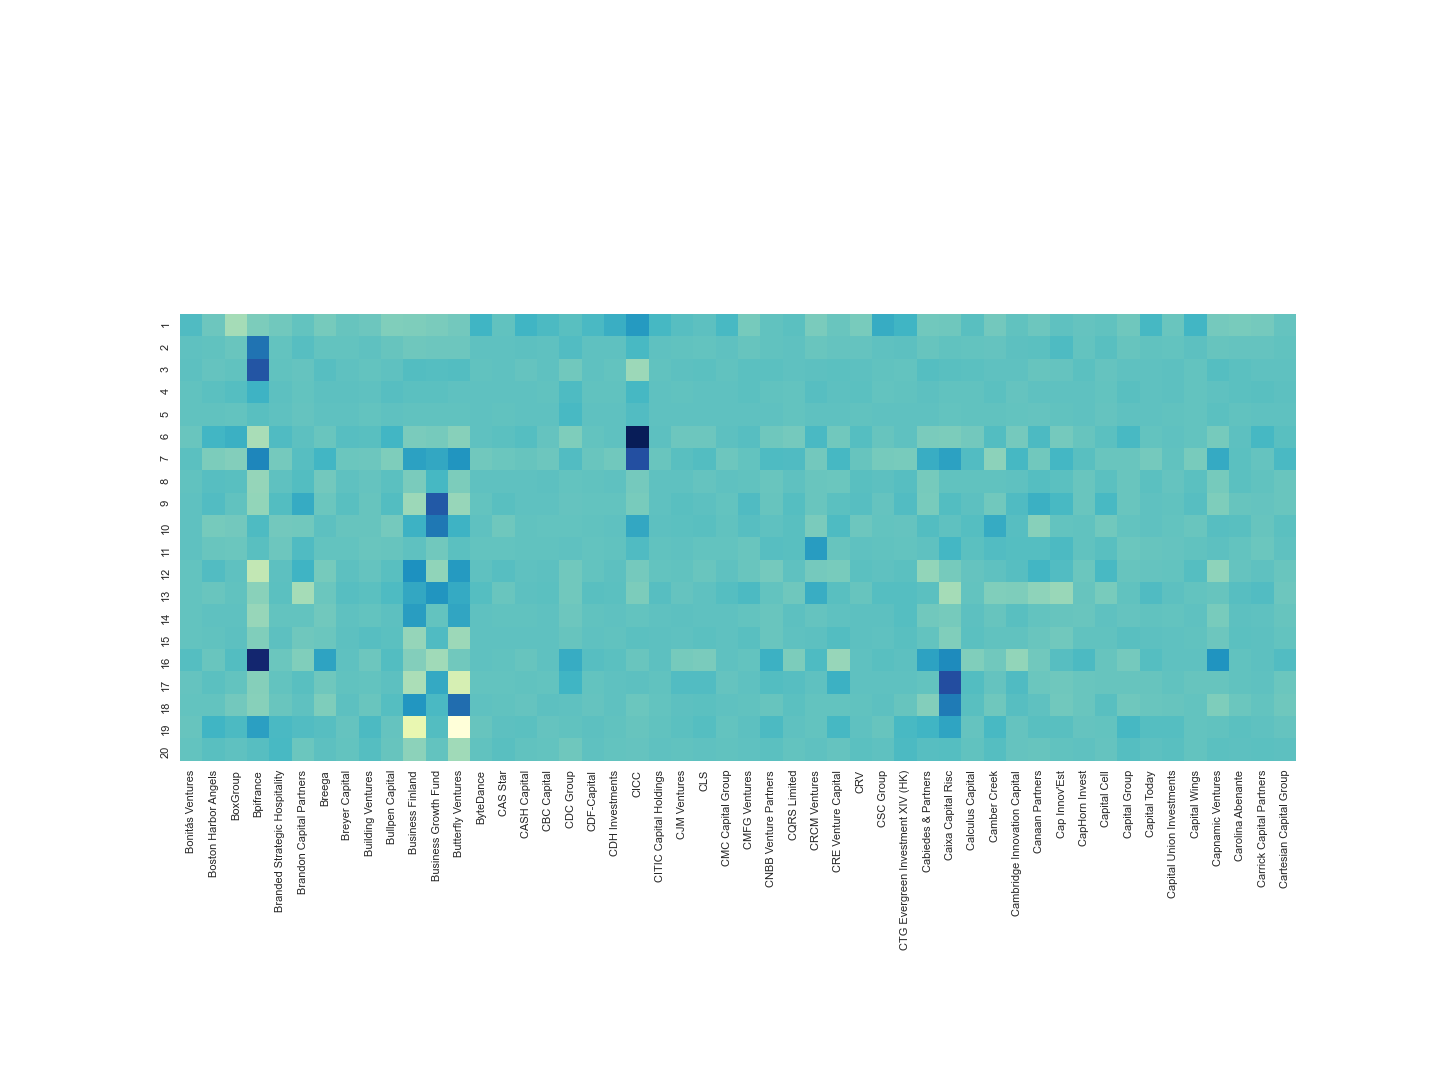 1
2
3
4
5
6
7
8
9
10
11
12
13
14
15
16
17
18
19
20
Bonitás Ventures
Boston Harbor Angels
BoxGroup
Bpifrance
Branded Strategic Hospitality
Brandon Capital Partners
Breega
Breyer Capital
Building Ventures
Bullpen Capital
Business Finland
Business Growth Fund
Butterfly Ventures
ByteDance
CAS Star
CASH Capital
CBC Capital
CDC Group
CDF-Capital
CDH Investments
CICC
CITIC Capital Holdings
CJM Ventures
CLS
CMC Capital Group
CMFG Ventures
CNBB Venture Partners
CQRS Limited
CRCM Ventures
CRE Venture Capital
CRV
CSC Group
CTG Evergreen Investment XIV (HK)
Cabiedes & Partners
Caixa Capital Risc
Calculus Capital
Camber Creek
Cambridge Innovation Capital
Canaan Partners
Cap Innov'Est
CapHorn Invest
Capital Cell
Capital Group
Capital Today
Capital Union Investments
Capital Wings
Capnamic Ventures
Carolina Abenante
Carrick Capital Partners
Cartesian Capital Group